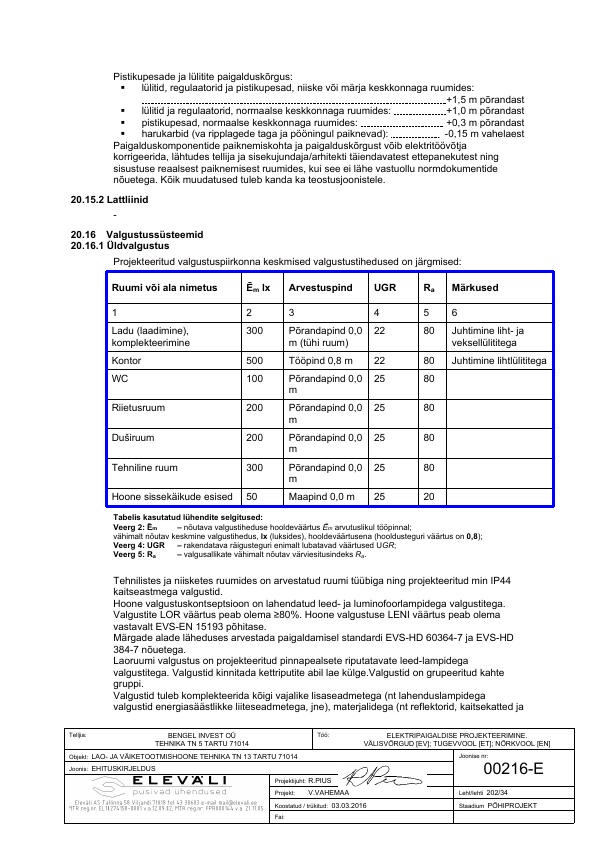 Pistikupesade ja lülitite paigalduskõrgus:
▪ lülitid, regulaatorid ja pistikupesad, niiske või märja keskkonnaga ruumides:
+1,5 m põrandast
▪ lülitid ja regulaatorid, normaalse keskkonnaga ruumides: +1,0 m põrandast
▪ pistikupesad, normaalse keskkonnaga ruumides: +0,3 m põrandast
▪ harukarbid (va ripplagede taga ja pööningul paiknevad): -0,15 m vahelaest
Paigalduskomponentide paiknemiskohta ja paigalduskõrgust võib elektritöövõtja
korrigeerida, lähtudes tellija ja sisekujundaja/arhitekti täiendavatest ettepanekutest ning
sisustuse reaalsest paiknemisest ruumides, kui see ei lähe vastuollu normdokumentide
nõuetega. Kõik muudatused tuleb kanda ka teostusjoonistele.
20.15.2 Lattliinid
-
20.16 Valgustussüsteemid
20.16.1 Üldvalgustus
Projekteeritud valgustuspiirkonna keskmised valgustustihedused on järgmised:
Ruumi või ala nimetus Ēm lx Arvestuspind UGR Ra Märkused
1 2 3 4 5 6
Ladu (laadimine), 300 Põrandapind 0,0 22 80 Juhtimine liht- ja
komplekteerimine m (tühi ruum) veksellülititega
Kontor 500 Tööpind 0,8 m 22 80 Juhtimine lihtlülititega
WC 100 Põrandapind 0,0 25 80
m
Riietusruum 200 Põrandapind 0,0 25 80
m
Duširuum 200 Põrandapind 0,0 25 80
m
Tehniline ruum 300 Põrandapind 0,0 25 80
m
Hoone sissekäikude esised 50 Maapind 0,0 m 25 20
Tabelis kasutatud lühendite selgitused:
Veerg 2: Ēm – nõutava valgustiheduse hooldeväärtus Ēm arvutuslikul tööpinnal;
vähimalt nõutav keskmine valgustihedus, lx (luksides), hooldeväärtusena (hooldusteguri väärtus on 0,8);
Veerg 4: UGR – rakendatava räigusteguri enimalt lubatavad väärtused UGR;
Veerg 5: Ra – valgusallikate vähimalt nõutav värviesitusindeks Ra.
Tehnilistes ja niisketes ruumides on arvestatud ruumi tüübiga ning projekteeritud min IP44
kaitseastmega valgustid.
Hoone valgustuskontseptsioon on lahendatud leed- ja luminofoorlampidega valgustitega.
Valgustite LOR väärtus peab olema ≥80%. Hoone valgustuse LENI väärtus peab olema
vastavalt EVS-EN 15193 põhitase.
Märgade alade läheduses arvestada paigaldamisel standardi EVS-HD 60364-7 ja EVS-HD
384-7 nõuetega.
Laoruumi valgustus on projekteeritud pinnapealsete riputatavate leed-lampidega
valgustitega. Valgustid kinnitada kettriputite abil lae külge.Valgustid on grupeeritud kahte
gruppi.
Valgustid tuleb komplekteerida kõigi vajalike lisaseadmetega (nt lahenduslampidega
valgustid energiasäästlikke liiteseadmetega, jne), materjalidega (nt reflektorid, kaitsekatted ja
Tellija: BENGEL INVEST OÜ Töö: ELEKTRIPAIGALDISE PROJEKTEERIMINE.
TEHNIKA TN 5 TARTU 71014 VÄLISVÕRGUD [EV]; TUGEVVOOL [ET]; NÕRKVOOL [EN]
Objekt: LAO- JA VÄIKETOOTMISHOONE TEHNIKA TN 13 TARTU 71014 Joonise nr:
Joonis: EHITUSKIRJELDUS 00216-E
ELEVÄLI
pusivad ühendused
Projektijuht: R.PIUS
Projekt: V.VAHEMAA Leht/lehti 202/34
Koostatud / trükitud: 03.03.2016 Staadium PÕHIPROJEKT
Fail: